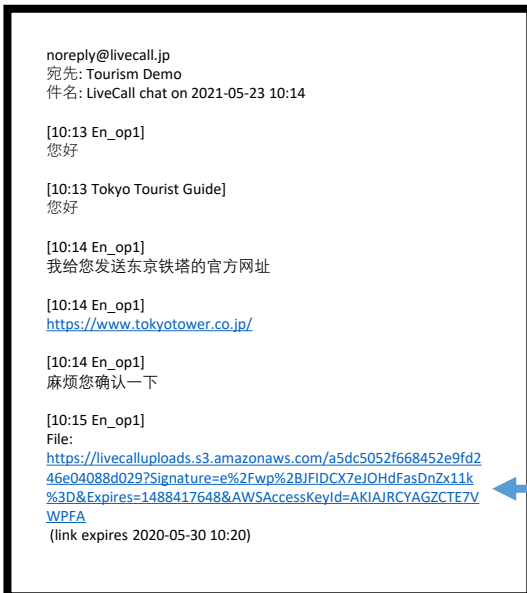 noreply@livecall.jp
宛先: Tourism Demo
件名: LiveCall chat on 2021-05-23 10:14
[10:13 En_op1]
您好
[10:13 Tokyo Tourist Guide]
您好
[10:14 En_op1]
我给您发送东京铁塔的官方网址
[10:14 En_op1]
https://www.tokyotower.co.jp/
[10:14 En_op1]
麻烦您确认一下
[10:15 En_op1]
File:
https://livecalluploads.s3.amazonaws.com/a5dc5052f668452e9fd2
46e04088d029?Signature=e%2Fwp%2BJFIDCX7eJOHdFasDnZx11k
%3D&Expires=1488417648&AWSAccessKeyId=AKIAJRCYAGZCTE7V
WPFA
(link expires 2020-05-30 10:20)